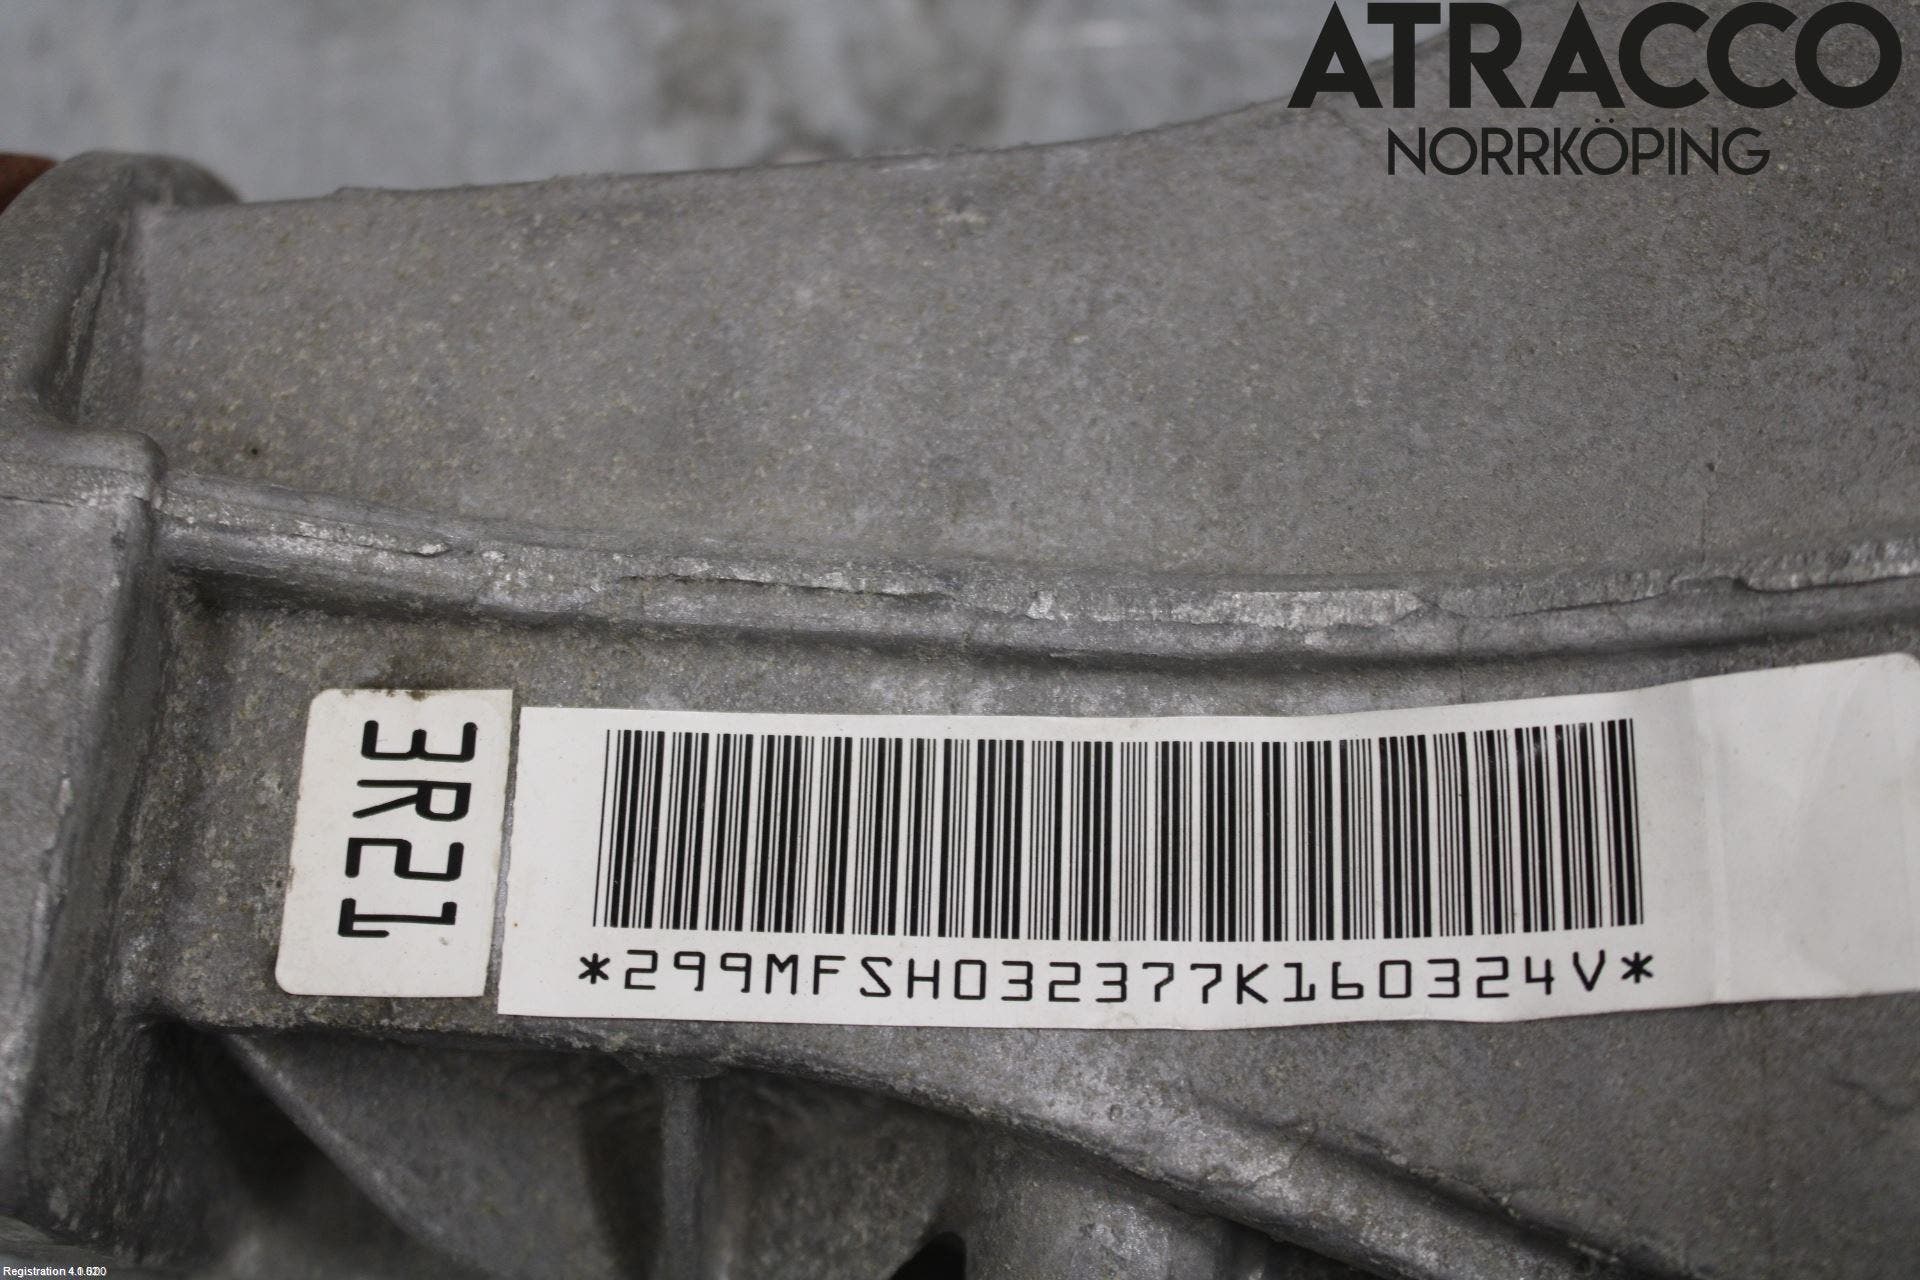 ATRACCO
NORRKÖPING
3R21
*299MFSH032377K160324V*